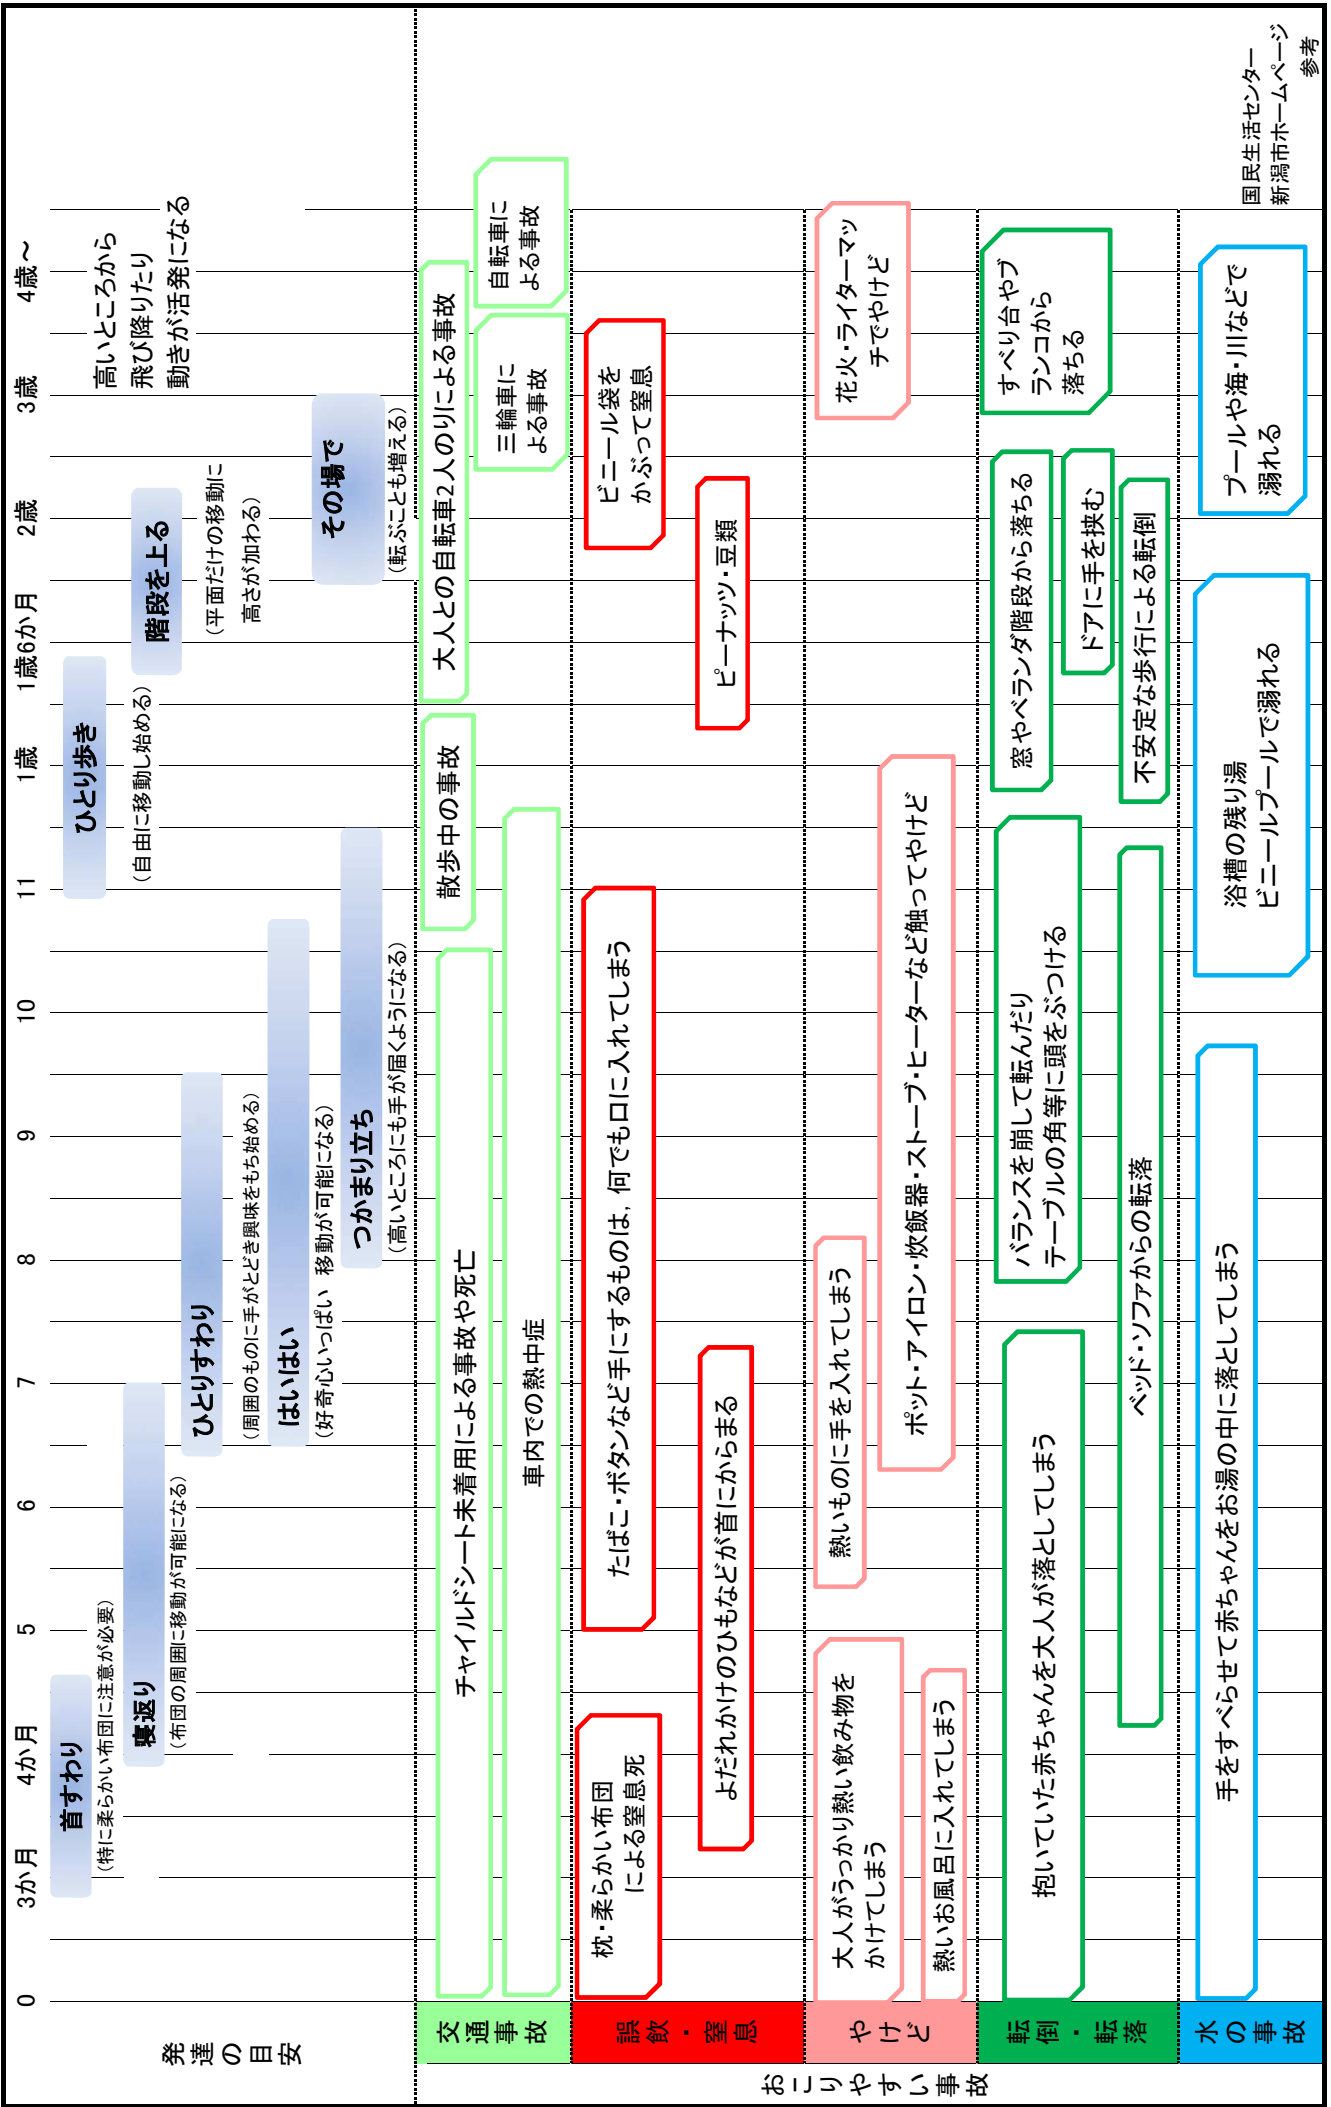 0
3か月
4か月
5
6
7
8
9
10
11
1歳
1歳6か月
2歳
3歳
4歳～
発達の目安
首すわり
(特に柔らかい布団に注意が必要)
寝返り
(布団の周囲に移動が可能になる)
ひとりすわり
(周囲のものに手がとどき興味をもち始める)
はいはい
(好奇心いっぱい 移動が可能になる)
つかまり立ち
(高いところにも手が届くようになる)
ひとり歩き
(自由に移動し始める)
階段を上る
(平面だけの移動に
高さが加わる)
その場で
(転ぶことも増える)
高いところから
飛び降りたり
動きが活発になる
おこりやすい事故
交通事故
チャイルドシート未着用による事故や死亡
車内での熱中症
散歩中の事故
大人との自転車2人のりによる事故
三輪車に
よる事故
自転車に
よる事故
誤飲・窒息
枕・柔らかい布団
による窒息死
よだれかけのひもなどが首にからまる
たばこ・ボタンなど手にするものは,何でも口に入れてしまう
ピーナッツ・豆類
ビニール袋を
かぶって窒息
やけど
大人がうっかり熱い飲み物を
かけてしまう
熱いお風呂に入れてしまう
熱いものに手を入れてしまう
ポット・アイロン・炊飯器・ストーブ・ヒーターなど触ってやけど
花火・ライターマッ
チでやけど
転倒・転落
抱いていた赤ちゃんを大人が落としてしまう
ベッド・ソファからの転落
バランスを崩して転んだり
テーブルの角等に頭をぶつける
窓やベランダ階段から落ちる
ドアに手を挟む
不安定な歩行による転倒
すべり台やブ
ランコから
落ちる
水の事故
手をすべらせて赤ちゃんをお湯の中に落としてしまう
浴槽の残り湯
ビニールプールで溺れる
プールや海・川などで
溺れる
国民生活センター
新潟市ホームページ
参考